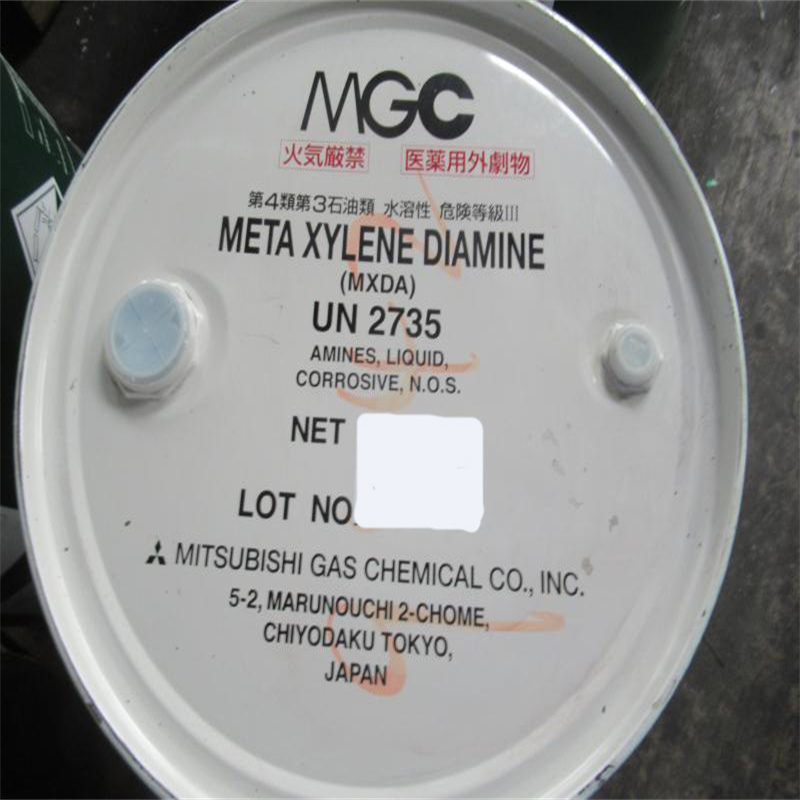 MGC
火気厳禁 医薬用外劇物
第4類第3石油類 水溶性 危険等級III
META XYLENE DIAMINE
(MXDA)
UN 2735
AMINES, LIQUID,
CORROSIVE, N.O.S.
NET
LOT NO.
MITSUBISHI GAS CHEMICAL CO., INC.
5-2, MARUNOUCHI 2-CHOME,
CHIYODAKU TOKYO,
JAPAN